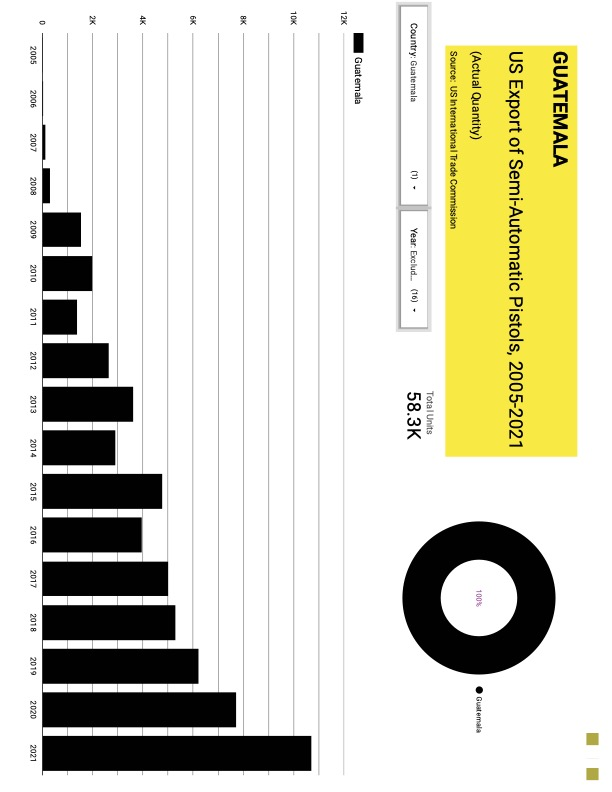 GUATEMALA
US Export of Semi-Automatic Pistols, 2005-2021
(Actual Quantity)
Source: US International Trade Commission
Country: Guatemala (1)
Year: Exclud... (16)
Total Units
58.3K
100%
Guatemala
Guatemala
12K
10K
8K
6K
4K
2K
0
2005 2006 2007 2008 2009 2010 2011 2012 2013 2014 2015 2016 2017 2018 2019 2020 2021